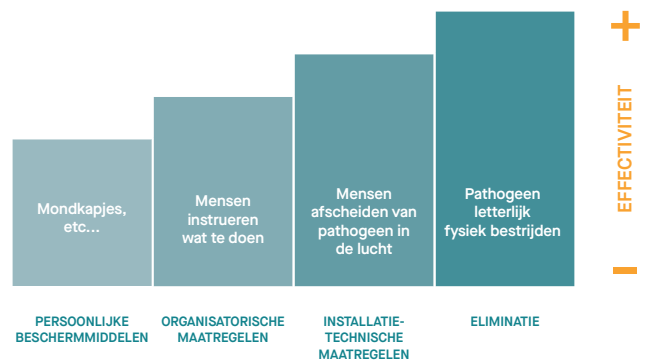 Mondkapjes,
etc...
Mensen
instrueren
wat te doen
Mensen
afscheiden van
pathogeen in
de lucht
Pathogeen
letterlijk
fysiek bestrijden
+
EFFECTIVITEIT
-
PERSOONLIJKE
BESCHERMMIDDELEN
ORGANISATORISCHE
MAATREGELEN
INSTALLATIE-
TECHNISCHE
MAATREGELEN
ELIMINATIE